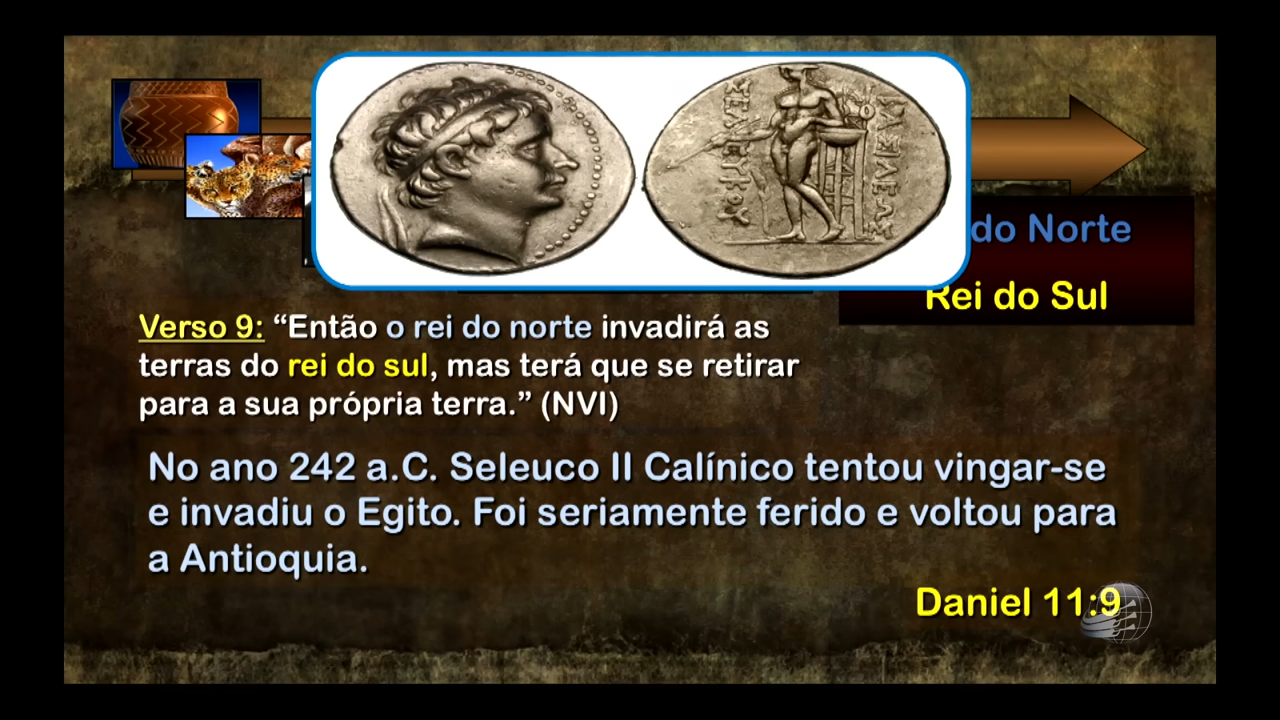 ΣΕΛΕΥΚΟΥ
ΒΑΣΙΛΕΩΣ
do Norte
Rei do Sul
Verso 9: “Então o rei do norte invadirá as
terras do rei do sul, mas terá que se retirar
para a sua própria terra.” (NVI)
No ano 242 a.C. Seleuco II Calínico tentou vingar-se
e invadiu o Egito. Foi seriamente ferido e voltou para
a Antioquia.
Daniel 11:9